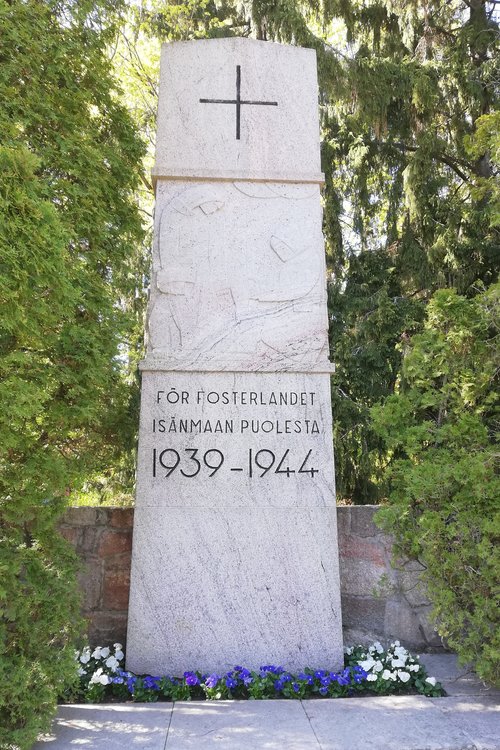 FÖR FOSTERLANDET
ISÄNMAAN PUOLESTA
1939-1944